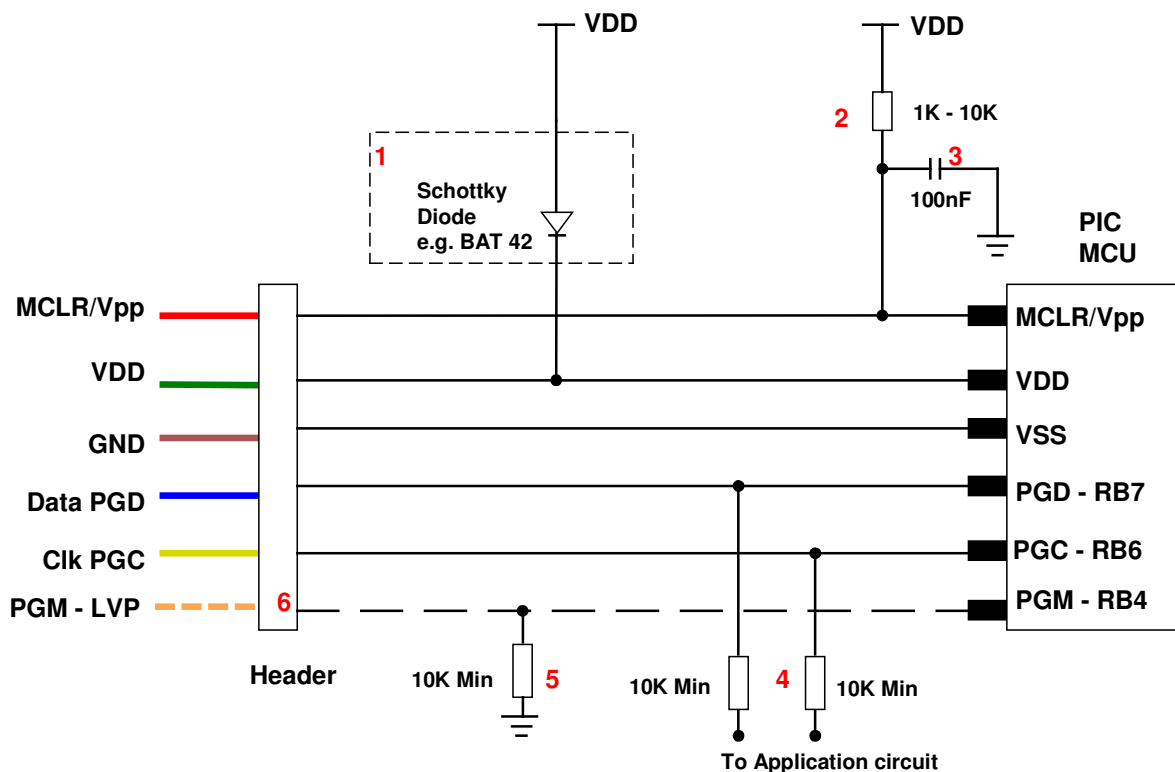 VDD
VDD
2
1K - 10K
1
3
Schottky
Diode
e.g. BAT 42
100nF
PIC
MCU
MCLR/Vpp
MCLR/Vpp
VDD
VDD
GND
VSS
Data PGD
PGD - RB7
Clk PGC
PGC - RB6
PGM - LVP
6
PGM - RB4
Header
10K Min
5
10K Min
4
10K Min
To Application circuit